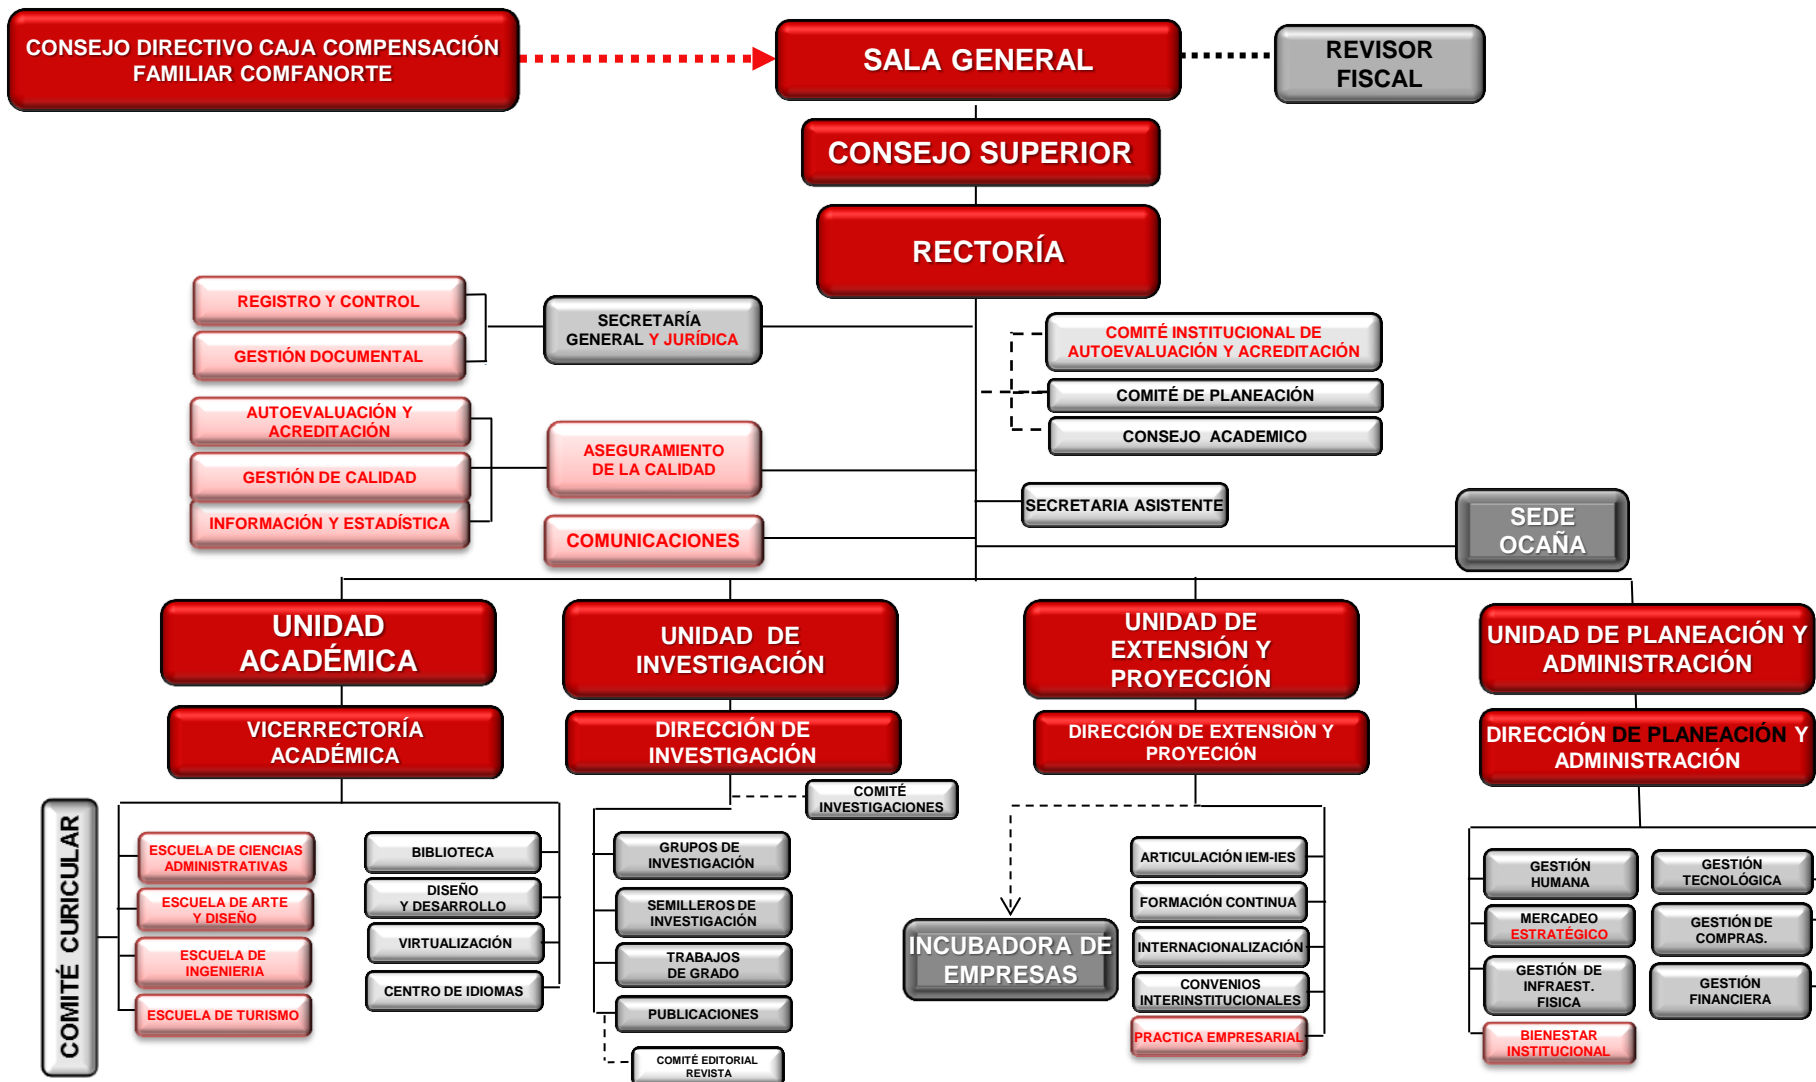 CONSEJO DIRECTIVO CAJA COMPENSACIÓN
FAMILIAR COMFANORTE
SALA GENERAL
REVISOR
FISCAL
CONSEJO SUPERIOR
RECTORÍA
REGISTRO Y CONTROL
GESTIÓN DOCUMENTAL
SECRETARÍA
GENERAL Y JURÍDICA
COMITÉ INSTITUCIONAL DE
AUTOEVALUACIÓN Y ACREDITACIÓN
COMITÉ DE PLANEACIÓN
CONSEJO ACADEMICO
AUTOEVALUACIÓN Y
ACREDITACIÓN
GESTIÓN DE CALIDAD
INFORMACIÓN Y ESTADÍSTICA
ASEGURAMIENTO
DE LA CALIDAD
COMUNICACIONES
SECRETARIA ASISTENTE
SEDE
OCAÑA
UNIDAD
ACADÉMICA
UNIDAD DE
INVESTIGACIÓN
UNIDAD DE
EXTENSIÓN Y
PROYECCIÓN
UNIDAD DE PLANEACIÓN Y
ADMINISTRACIÓN
VICERRECTORÍA
ACADÉMICA
DIRECCIÓN DE
INVESTIGACIÓN
DIRECCIÓN DE EXTENSIÒN Y
PROYECIÓN
DIRECCIÓN DE PLANEACIÓN Y
ADMINISTRACIÓN
COMITÉ CURICULAR
ESCUELA DE CIENCIAS
ADMINISTRATIVAS
ESCUELA DE ARTE
Y DISEÑO
ESCUELA DE
INGENIERIA
ESCUELA DE TURISMO
BIBLIOTECA
DISEÑO
Y DESARROLLO
VIRTUALIZACIÓN
CENTRO DE IDIOMAS
COMITÉ
INVESTIGACIONES
GRUPOS DE
INVESTIGACIÓN
SEMILLEROS DE
INVESTIGACIÓN
TRABAJOS
DE GRADO
PUBLICACIONES
COMITÉ EDITORIAL
REVISTA
INCUBADORA DE
EMPRESAS
ARTICULACIÓN IEM-IES
FORMACIÓN CONTINUA
INTERNACIONALIZACIÓN
CONVENIOS
INTERINSTITUCIONALES
PRACTICA EMPRESARIAL
GESTIÓN
HUMANA
MERCADEO
ESTRATÉGICO
GESTIÓN DE
INFRAEST.
FISICA
BIENESTAR
INSTITUCIONAL
GESTIÓN
TECNOLÓGICA
GESTIÓN DE
COMPRAS.
GESTIÓN
FINANCIERA